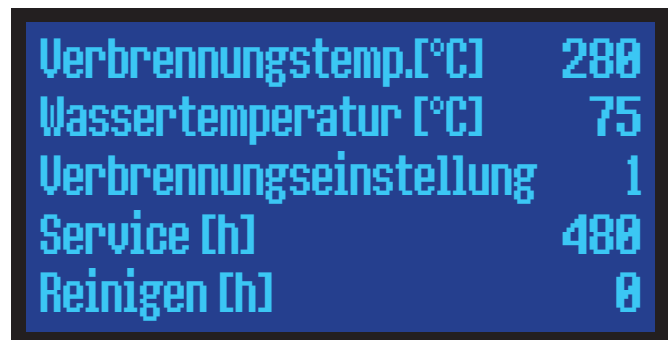 Verbrennungstemp.[°C] 280
Wassertemperatur [°C] 75
Verbrennungseinstellung 1
Service [h] 480
Reinigen [h] 0